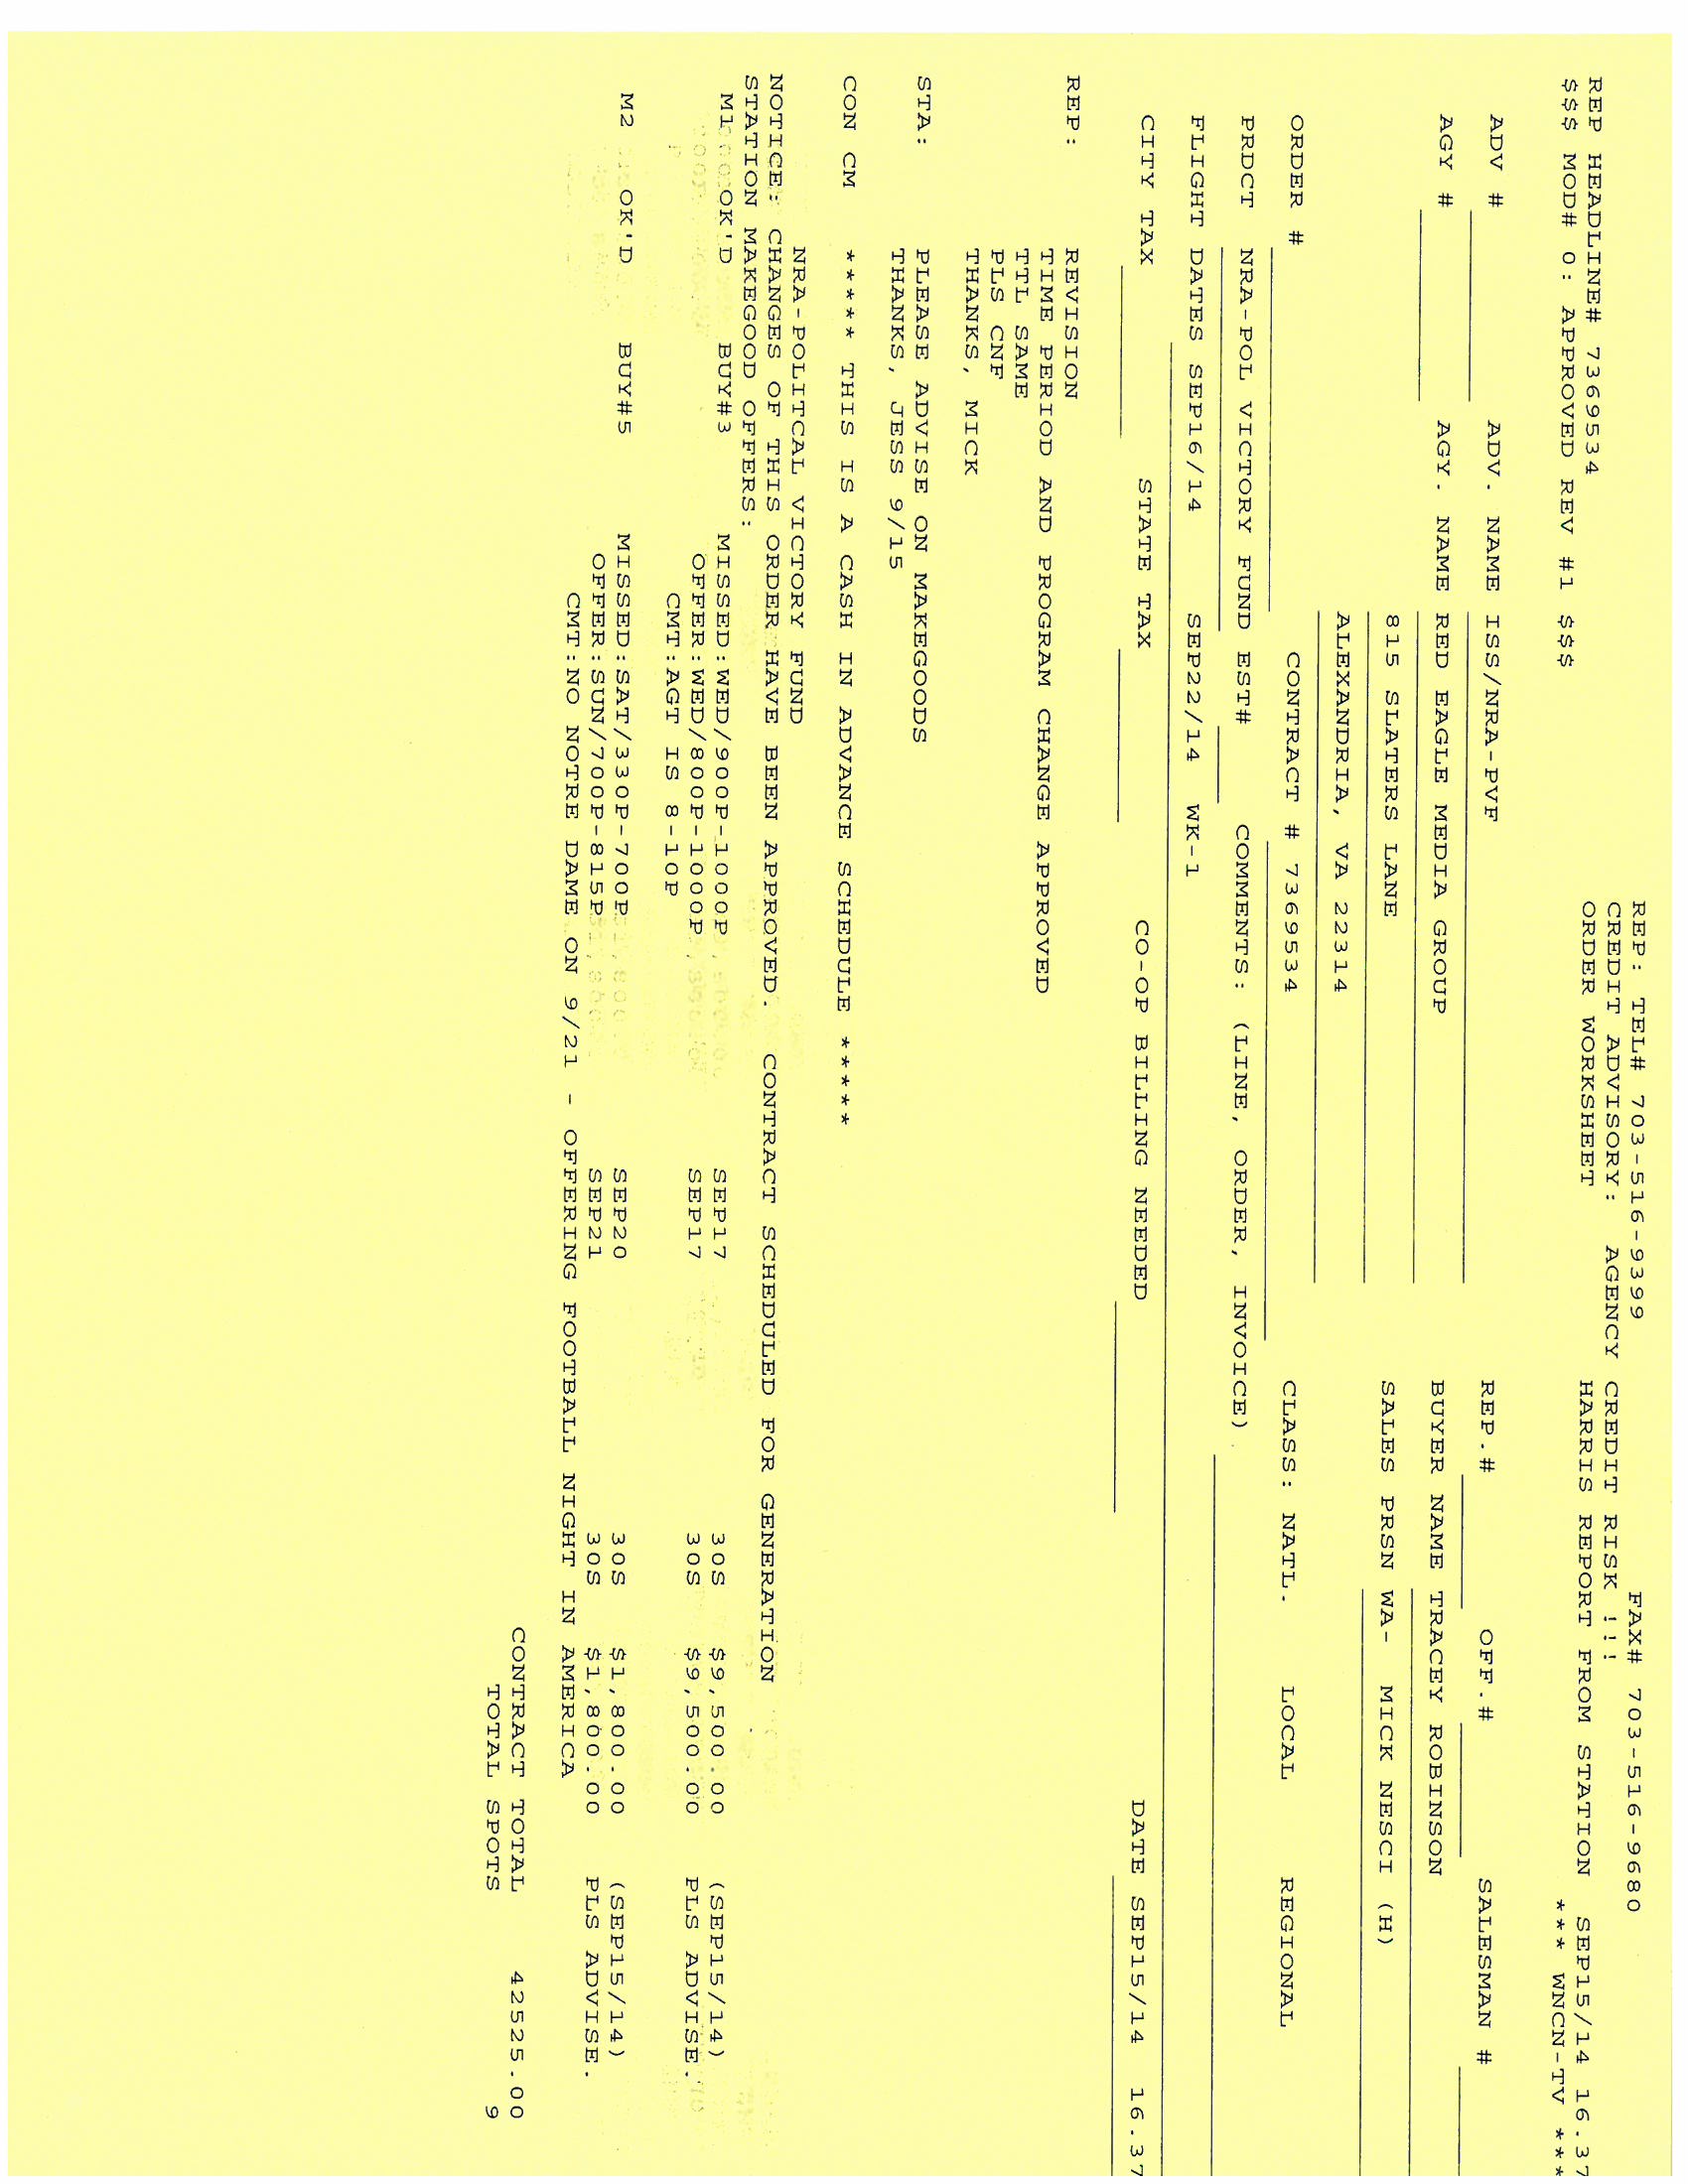 REP: TEL# 703-516-9399 FAX# 703-516-9680
CREDIT ADVISORY: AGENCY CREDIT RISK !!!
REP HEADLINE# 7369534 ORDER WORKSHEET HARRIS REPORT FROM STATION SEP15/14 16.37
$$$ MOD# 0: APPROVED REV #1 $$$ *** WNCN-TV ***
ADV # ADV. NAME ISS/NRA-PVF REP.# OFF.# SALESMAN #
AGY # AGY. NAME RED EAGLE MEDIA GROUP BUYER NAME TRACEY ROBINSON
815 SLATERS LANE SALES PRSN WA- MICK NESCI (H)
ALEXANDRIA, VA 22314
ORDER # CONTRACT # 7369534 CLASS: NATL. LOCAL REGIONAL
PRDCT NRA-POL VICTORY FUND EST# COMMENTS: (LINE, ORDER, INVOICE)
FLIGHT DATES SEP16/14 SEP22/14 WK-1
CITY TAX STATE TAX CO-OP BILLING NEEDED DATE SEP15/14 16.37
REP: REVISION
TIME PERIOD AND PROGRAM CHANGE APPROVED
TTL SAME
PLS CNF
THANKS, MICK
STA: PLEASE ADVISE ON MAKEGOODS
THANKS, JESS 9/15
CON CM ***** THIS IS A CASH IN ADVANCE SCHEDULE *****
NRA-POLITCAL VICTORY FUND
NOTICE: CHANGES OF THIS ORDER HAVE BEEN APPROVED. CONTRACT SCHEDULED FOR GENERATION
STATION MAKEGOOD OFFERS:
M1 OK'D BUY#3 MISSED:WED/900P-1000P SEP17 30S $9,500.00 (SEP15/14)
OFFER:WED/800P-1000P SEP17 30S $9,500.00 PLS ADVISE.
CMT:AGT IS 8-10P
M2 OK'D BUY#5 MISSED:SAT/330P-700P SEP20 30S $1,800.00 (SEP15/14)
OFFER:SUN/700P-815P SEP21 30S $1,800.00 PLS ADVISE.
CMT:NO NOTRE DAME ON 9/21 - OFFERING FOOTBALL NIGHT IN AMERICA
CONTRACT TOTAL 42525.00
TOTAL SPOTS 9